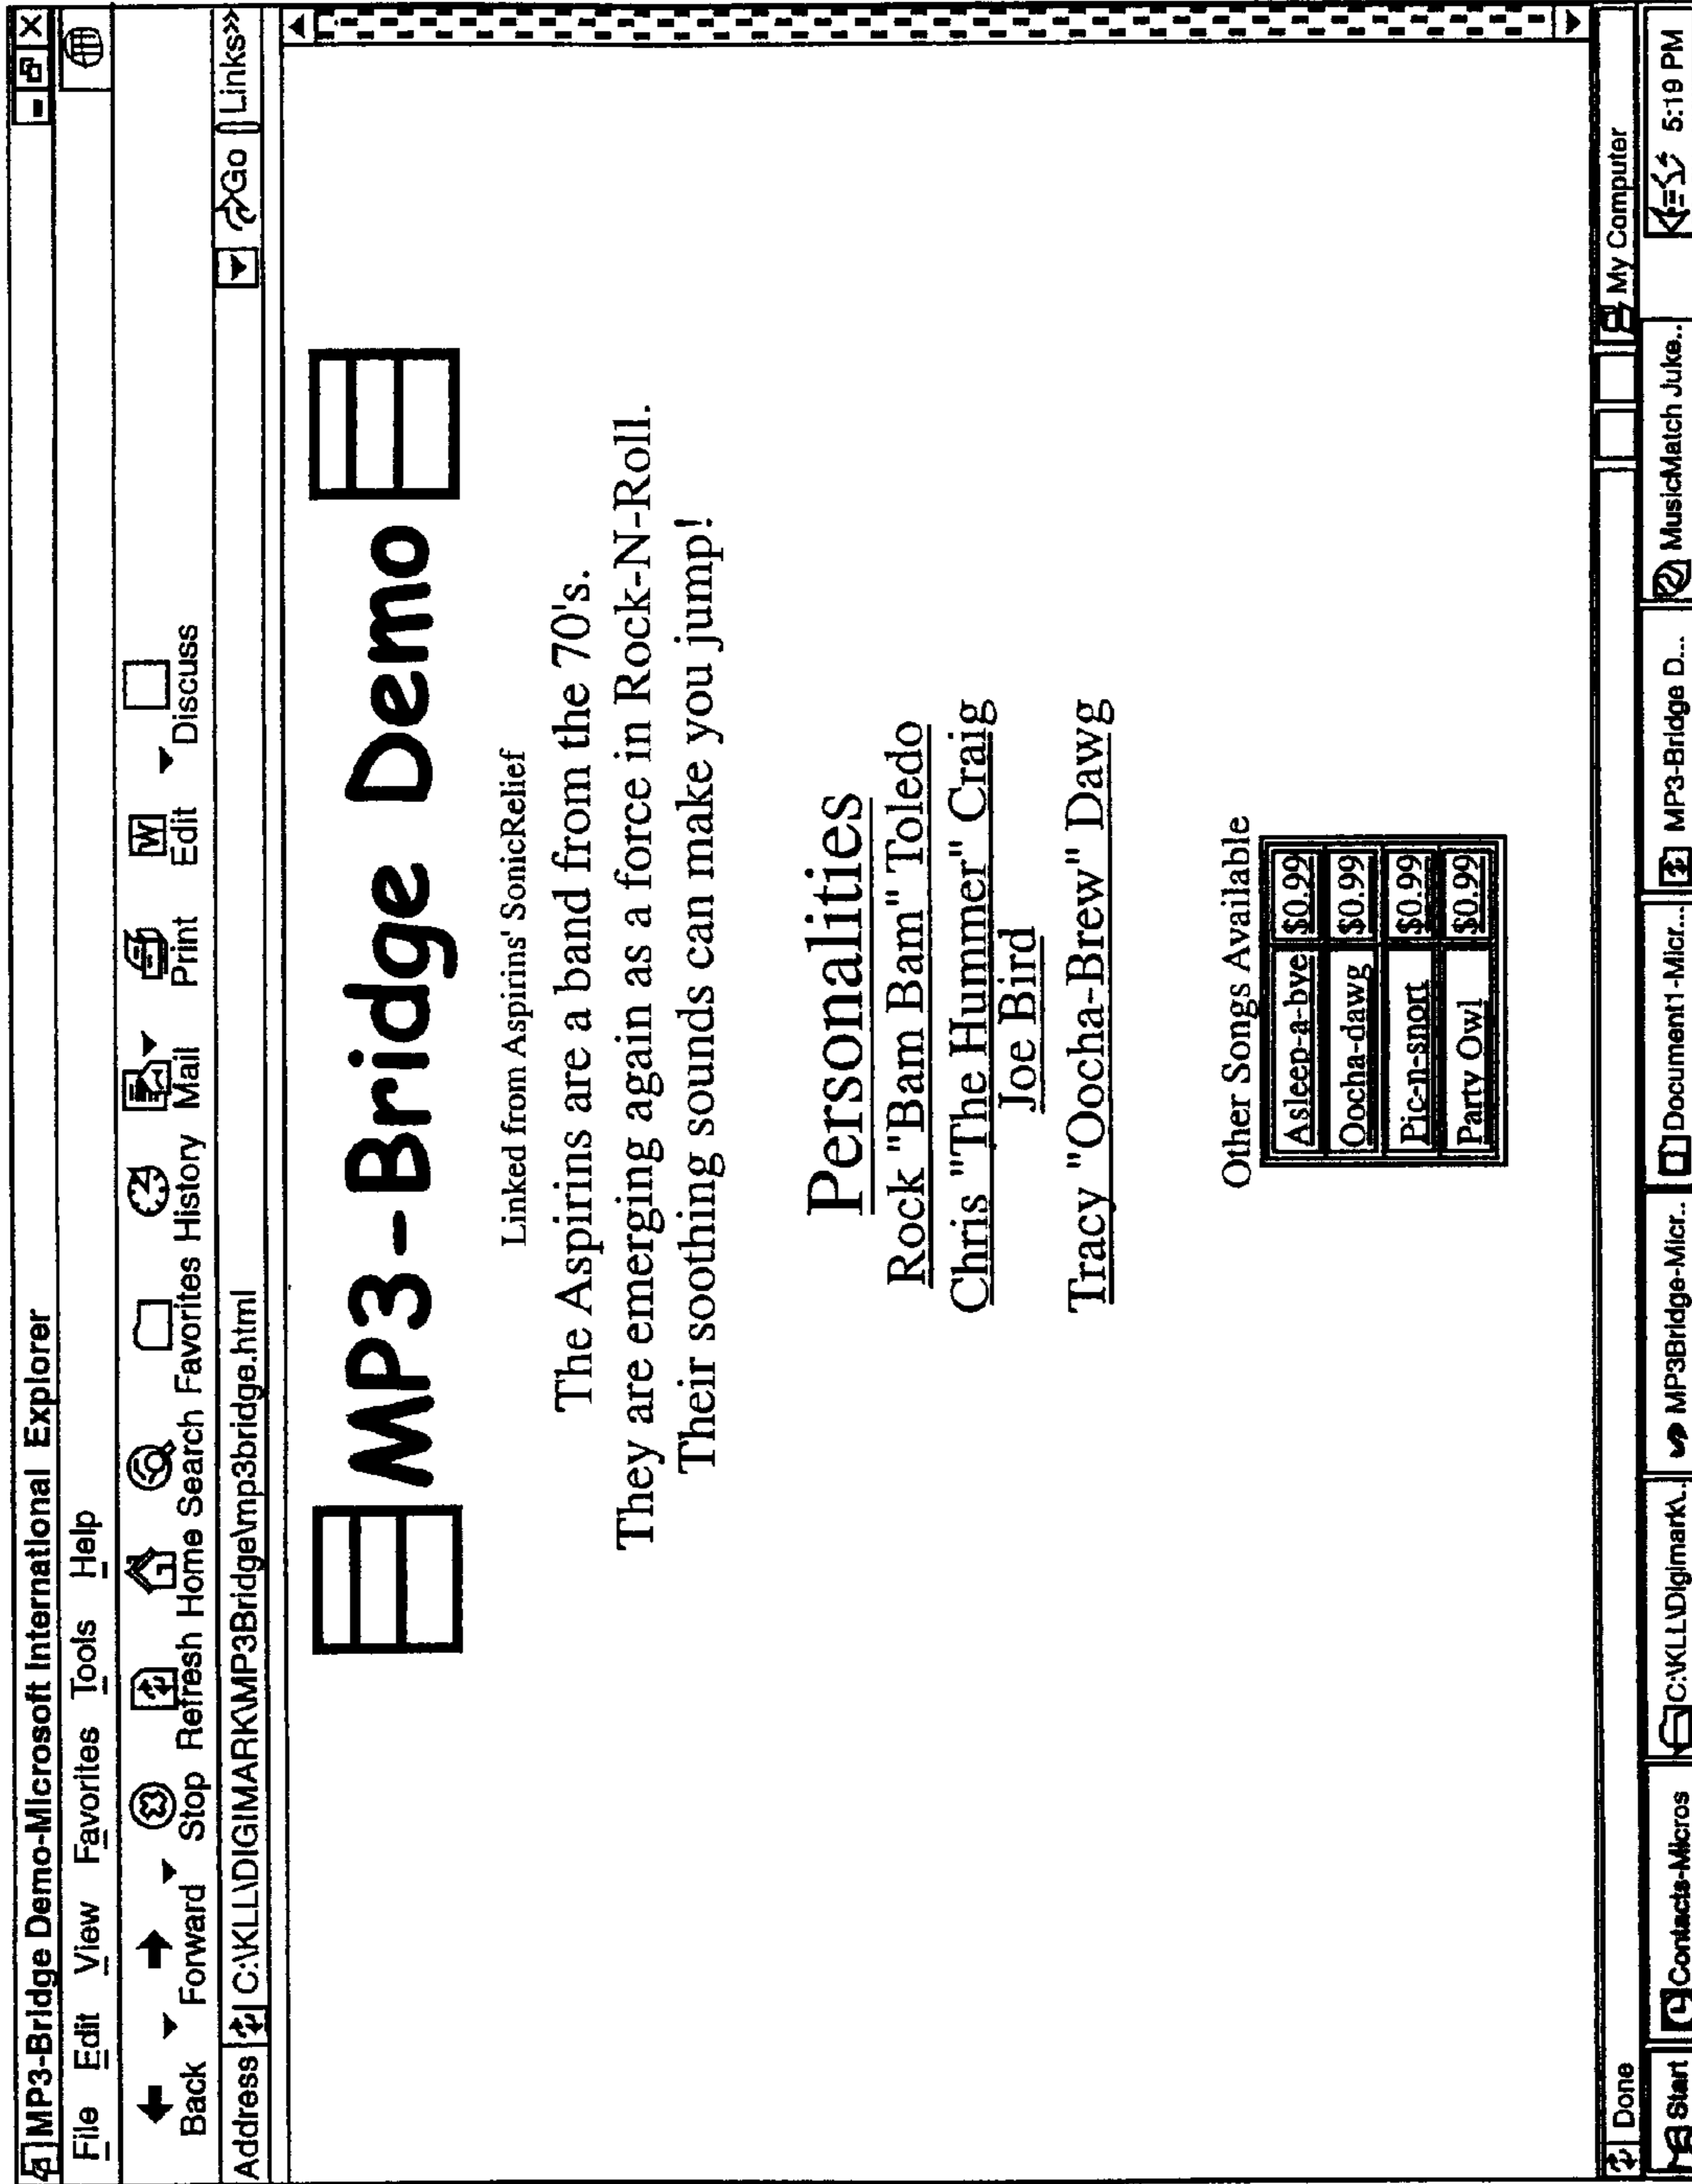 MP3-Bridge Demo-Microsoft International Explorer
File Edit View Favorites Tools Help
Back Forward Stop Refresh Home Search Favorites History Mail Print Edit Discuss
Address C:\KLL\DIGIMARK\MP3Bridge\mp3bridge.html Go Links»
MP3-Bridge Demo
Linked from Aspirins' SonicRelief
The Aspirins are a band from the 70's.
They are emerging again as a force in Rock-N-Roll.
Their soothing sounds can make you jump!
Personalities
Rock "Bam Bam" Toledo
Chris "The Hummer" Craig
Joe Bird
Tracy "Oocha-Brew" Dawg
Other Songs Available
Asleep-a-bye $0.99
Oocha-dawg $0.99
Pic-n-snort $0.99
Party Owl $0.99
Done My Computer
Start Contacts-Micros C:\KLL\Digimark\.. MP3Bridge-Micr.. Document1-Micr... MP3-Bridge D... MusicMatch Juke.. 5:19 PM